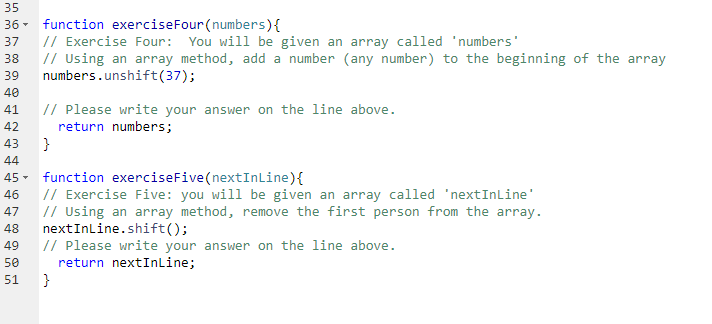 35
36 function exerciseFour(numbers){
37 // Exercise Four:  You will be given an array called 'numbers'
38 // Using an array method, add a number (any number) to the beginning of the array
39 numbers.unshift(37);
40
41 // Please write your answer on the line above.
42   return numbers;
43 }
44
45 function exerciseFive(nextInLine){
46 // Exercise Five: you will be given an array called 'nextInLine'
47 // Using an array method, remove the first person from the array.
48 nextInLine.shift();
49 // Please write your answer on the line above.
50   return nextInLine;
51 }